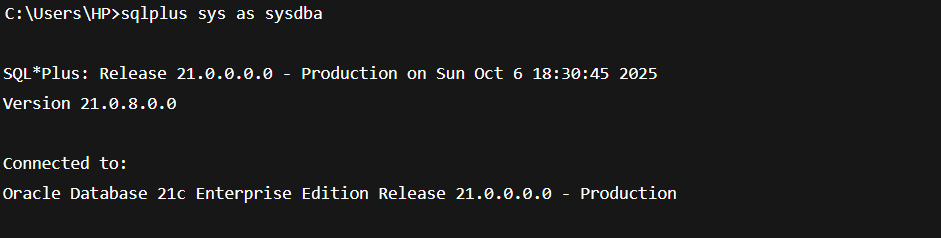 C:\Users\HP>sqlplus sys as sysdba
SQL*Plus: Release 21.0.0.0.0 - Production on Sun Oct 6 18:30:45 2025
Version 21.0.8.0.0
Connected to:
Oracle Database 21c Enterprise Edition Release 21.0.0.0.0 - Production